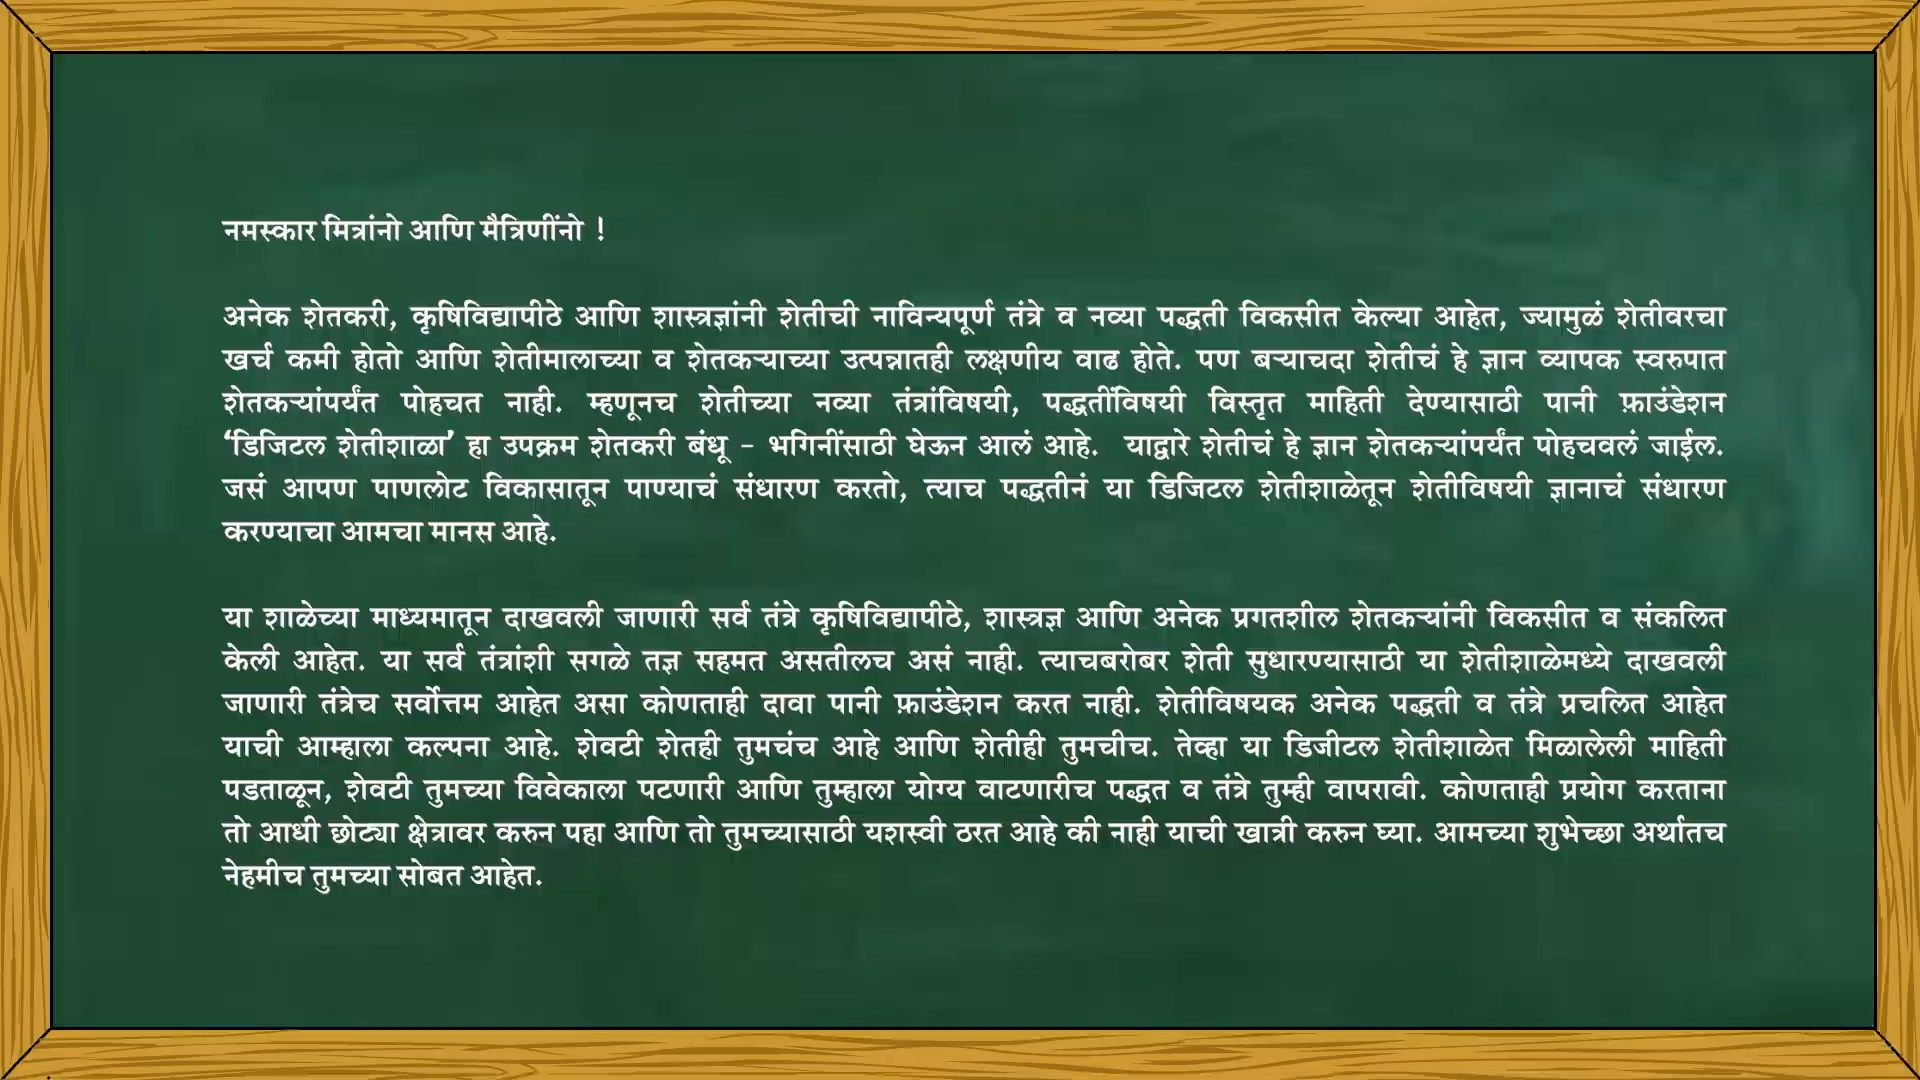 नमस्कार मित्रांनो आणि मैत्रिणींनो !
अनेक शेतकरी, कृषिविद्यापीठे आणि शास्त्रज्ञांनी शेतीची नाविन्यपूर्ण तंत्रे व नव्या पद्धती विकसीत केल्या आहेत, ज्यामुळं शेतीवरचा
खर्च कमी होतो आणि शेतीमालाच्या व शेतकऱ्याच्या उत्पन्नातही लक्षणीय वाढ होते. पण बऱ्याचदा शेतीचं हे ज्ञान व्यापक स्वरुपात
शेतकऱ्यांपर्यंत पोहचत नाही. म्हणूनच शेतीच्या नव्या तंत्रांविषयी, पद्धतींविषयी विस्तृत माहिती देण्यासाठी पानी फ़ाउंडेशन
‘डिजिटल शेतीशाळा’ हा उपक्रम शेतकरी बंधू - भगिनींसाठी घेऊन आलं आहे. याद्वारे शेतीचं हे ज्ञान शेतकऱ्यांपर्यंत पोहचवलं जाईल.
जसं आपण पाणलोट विकासातून पाण्याचं संधारण करतो, त्याच पद्धतीनं या डिजिटल शेतीशाळेतून शेतीविषयी ज्ञानाचं संधारण
करण्याचा आमचा मानस आहे.
या शाळेच्या माध्यमातून दाखवली जाणारी सर्व तंत्रे कृषिविद्यापीठे, शास्त्रज्ञ आणि अनेक प्रगतशील शेतकऱ्यांनी विकसीत व संकलित
केली आहेत. या सर्व तंत्रांशी सगळे तज्ञ सहमत असतीलच असं नाही. त्याचबरोबर शेती सुधारण्यासाठी या शेतीशाळेमध्ये दाखवली
जाणारी तंत्रेच सर्वोत्तम आहेत असा कोणताही दावा पानी फ़ाउंडेशन करत नाही. शेतीविषयक अनेक पद्धती व तंत्रे प्रचलित आहेत
याची आम्हाला कल्पना आहे. शेवटी शेतही तुमचंच आहे आणि शेतीही तुमचीच. तेव्हा या डिजीटल शेतीशाळेत मिळालेली माहिती
पडताळून, शेवटी तुमच्या विवेकाला पटणारी आणि तुम्हाला योग्य वाटणारीच पद्धत व तंत्रे तुम्ही वापरावी. कोणताही प्रयोग करताना
तो आधी छोट्या क्षेत्रावर करुन पहा आणि तो तुमच्यासाठी यशस्वी ठरत आहे की नाही याची खात्री करुन घ्या. आमच्या शुभेच्छा अर्थातच
नेहमीच तुमच्या सोबत आहेत.